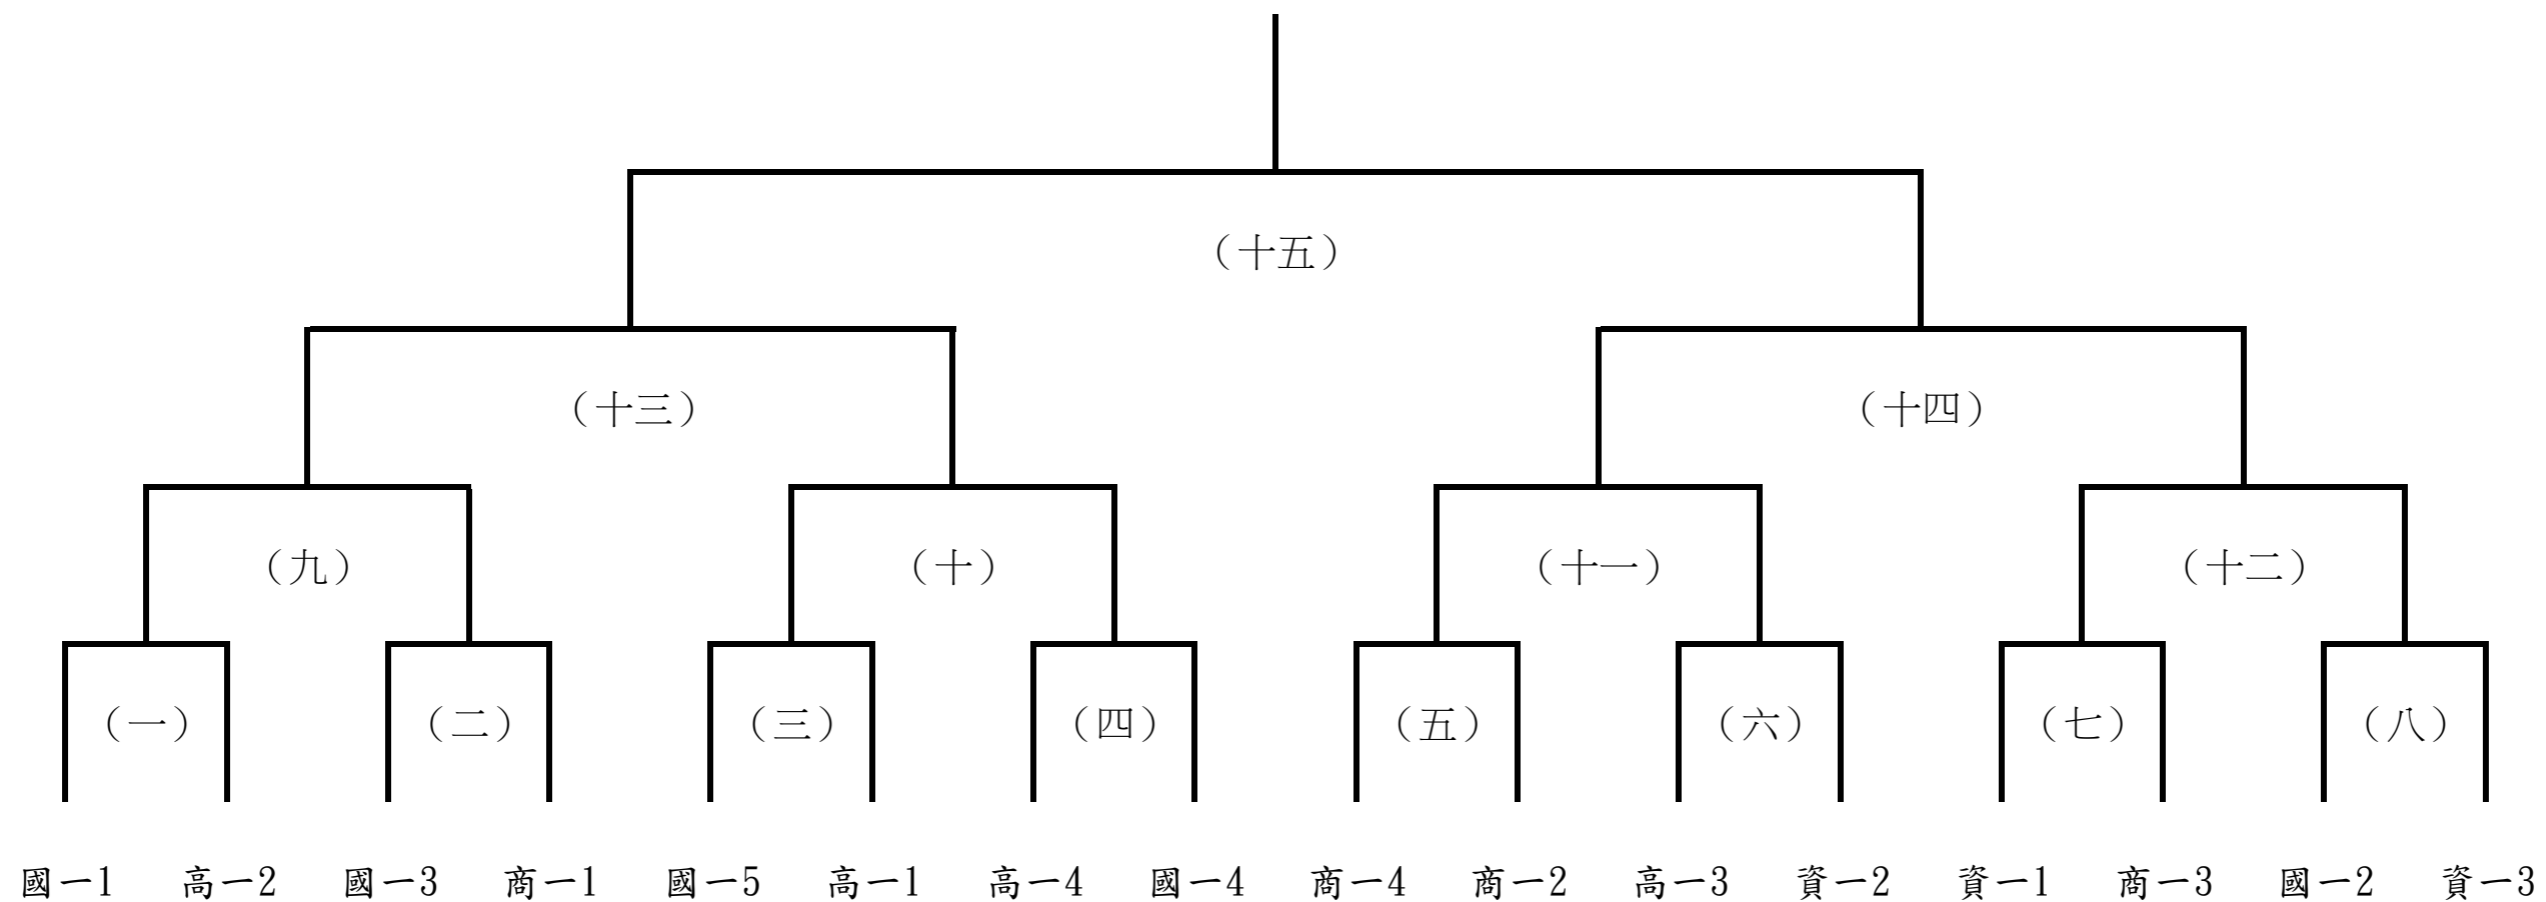 （十五）
（十三） （十四）
（九） （十） （十一） （十二）
（一） （二） （三） （四） （五） （六） （七） （八）
國一1 高一2 國一3 商一1 國一5 高一1 高一4 國一4 商一4 商一2 高一3 資一2 資一1 商一3 國一2 資一3